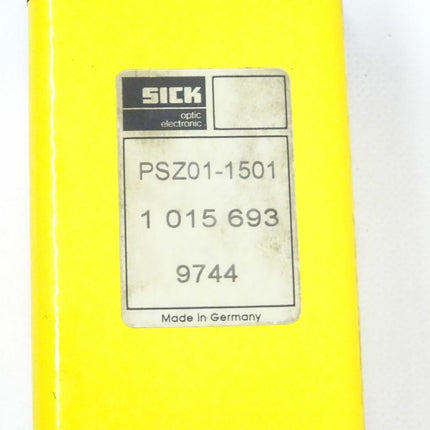 SICK
optic
electronic
PSZ01-1501
1 015 693
9744
Made in Germany